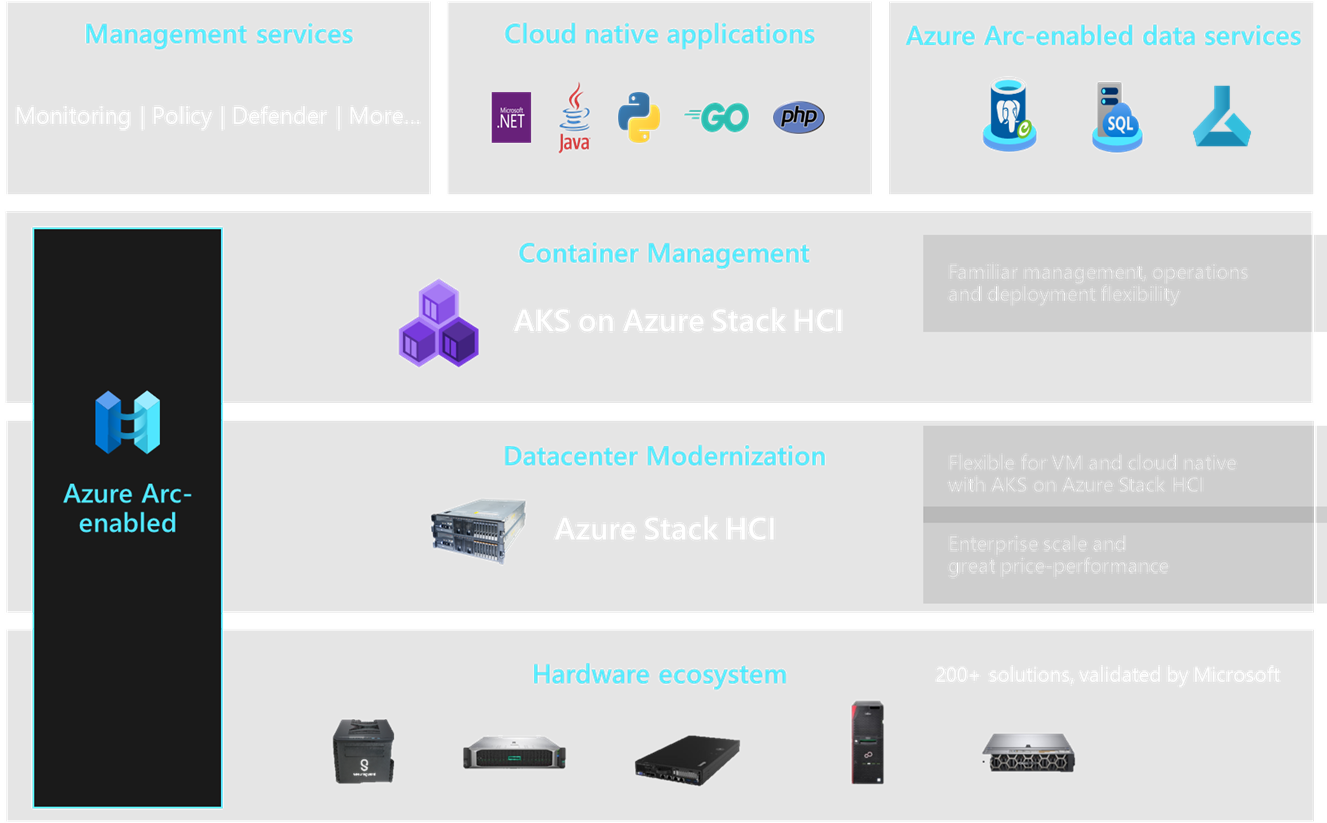 Management services
Monitoring | Policy | Defender | More...
Cloud native applications
Microsoft
.NET
Java
GO
php
Azure Arc-enabled data services
SQL
Container Management
AKS on Azure Stack HCI
Familiar management, operations
and deployment flexibility
Azure Arc-
enabled
Datacenter Modernization
Azure Stack HCI
Flexible for VM and cloud native
with AKS on Azure Stack HCI
Enterprise scale and
great price-performance
Hardware ecosystem
200+ solutions, validated by Microsoft